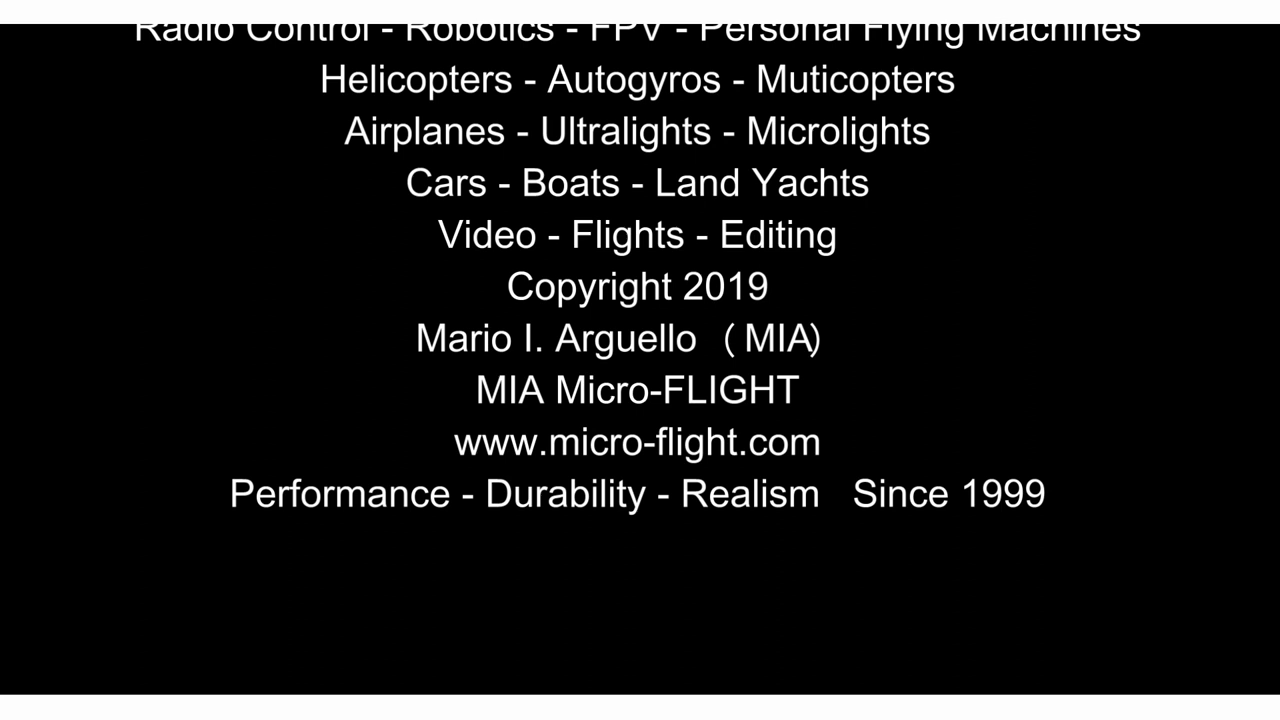 Radio Control - Robotics - FPV - Personal Flying Machines
Helicopters - Autogyros - Muticopters
Airplanes - Ultralights - Microlights
Cars - Boats - Land Yachts
Video - Flights - Editing
Copyright 2019
Mario I. Arguello ( MIA)
MIA Micro-FLIGHT
www.micro-flight.com
Performance - Durability - Realism Since 1999